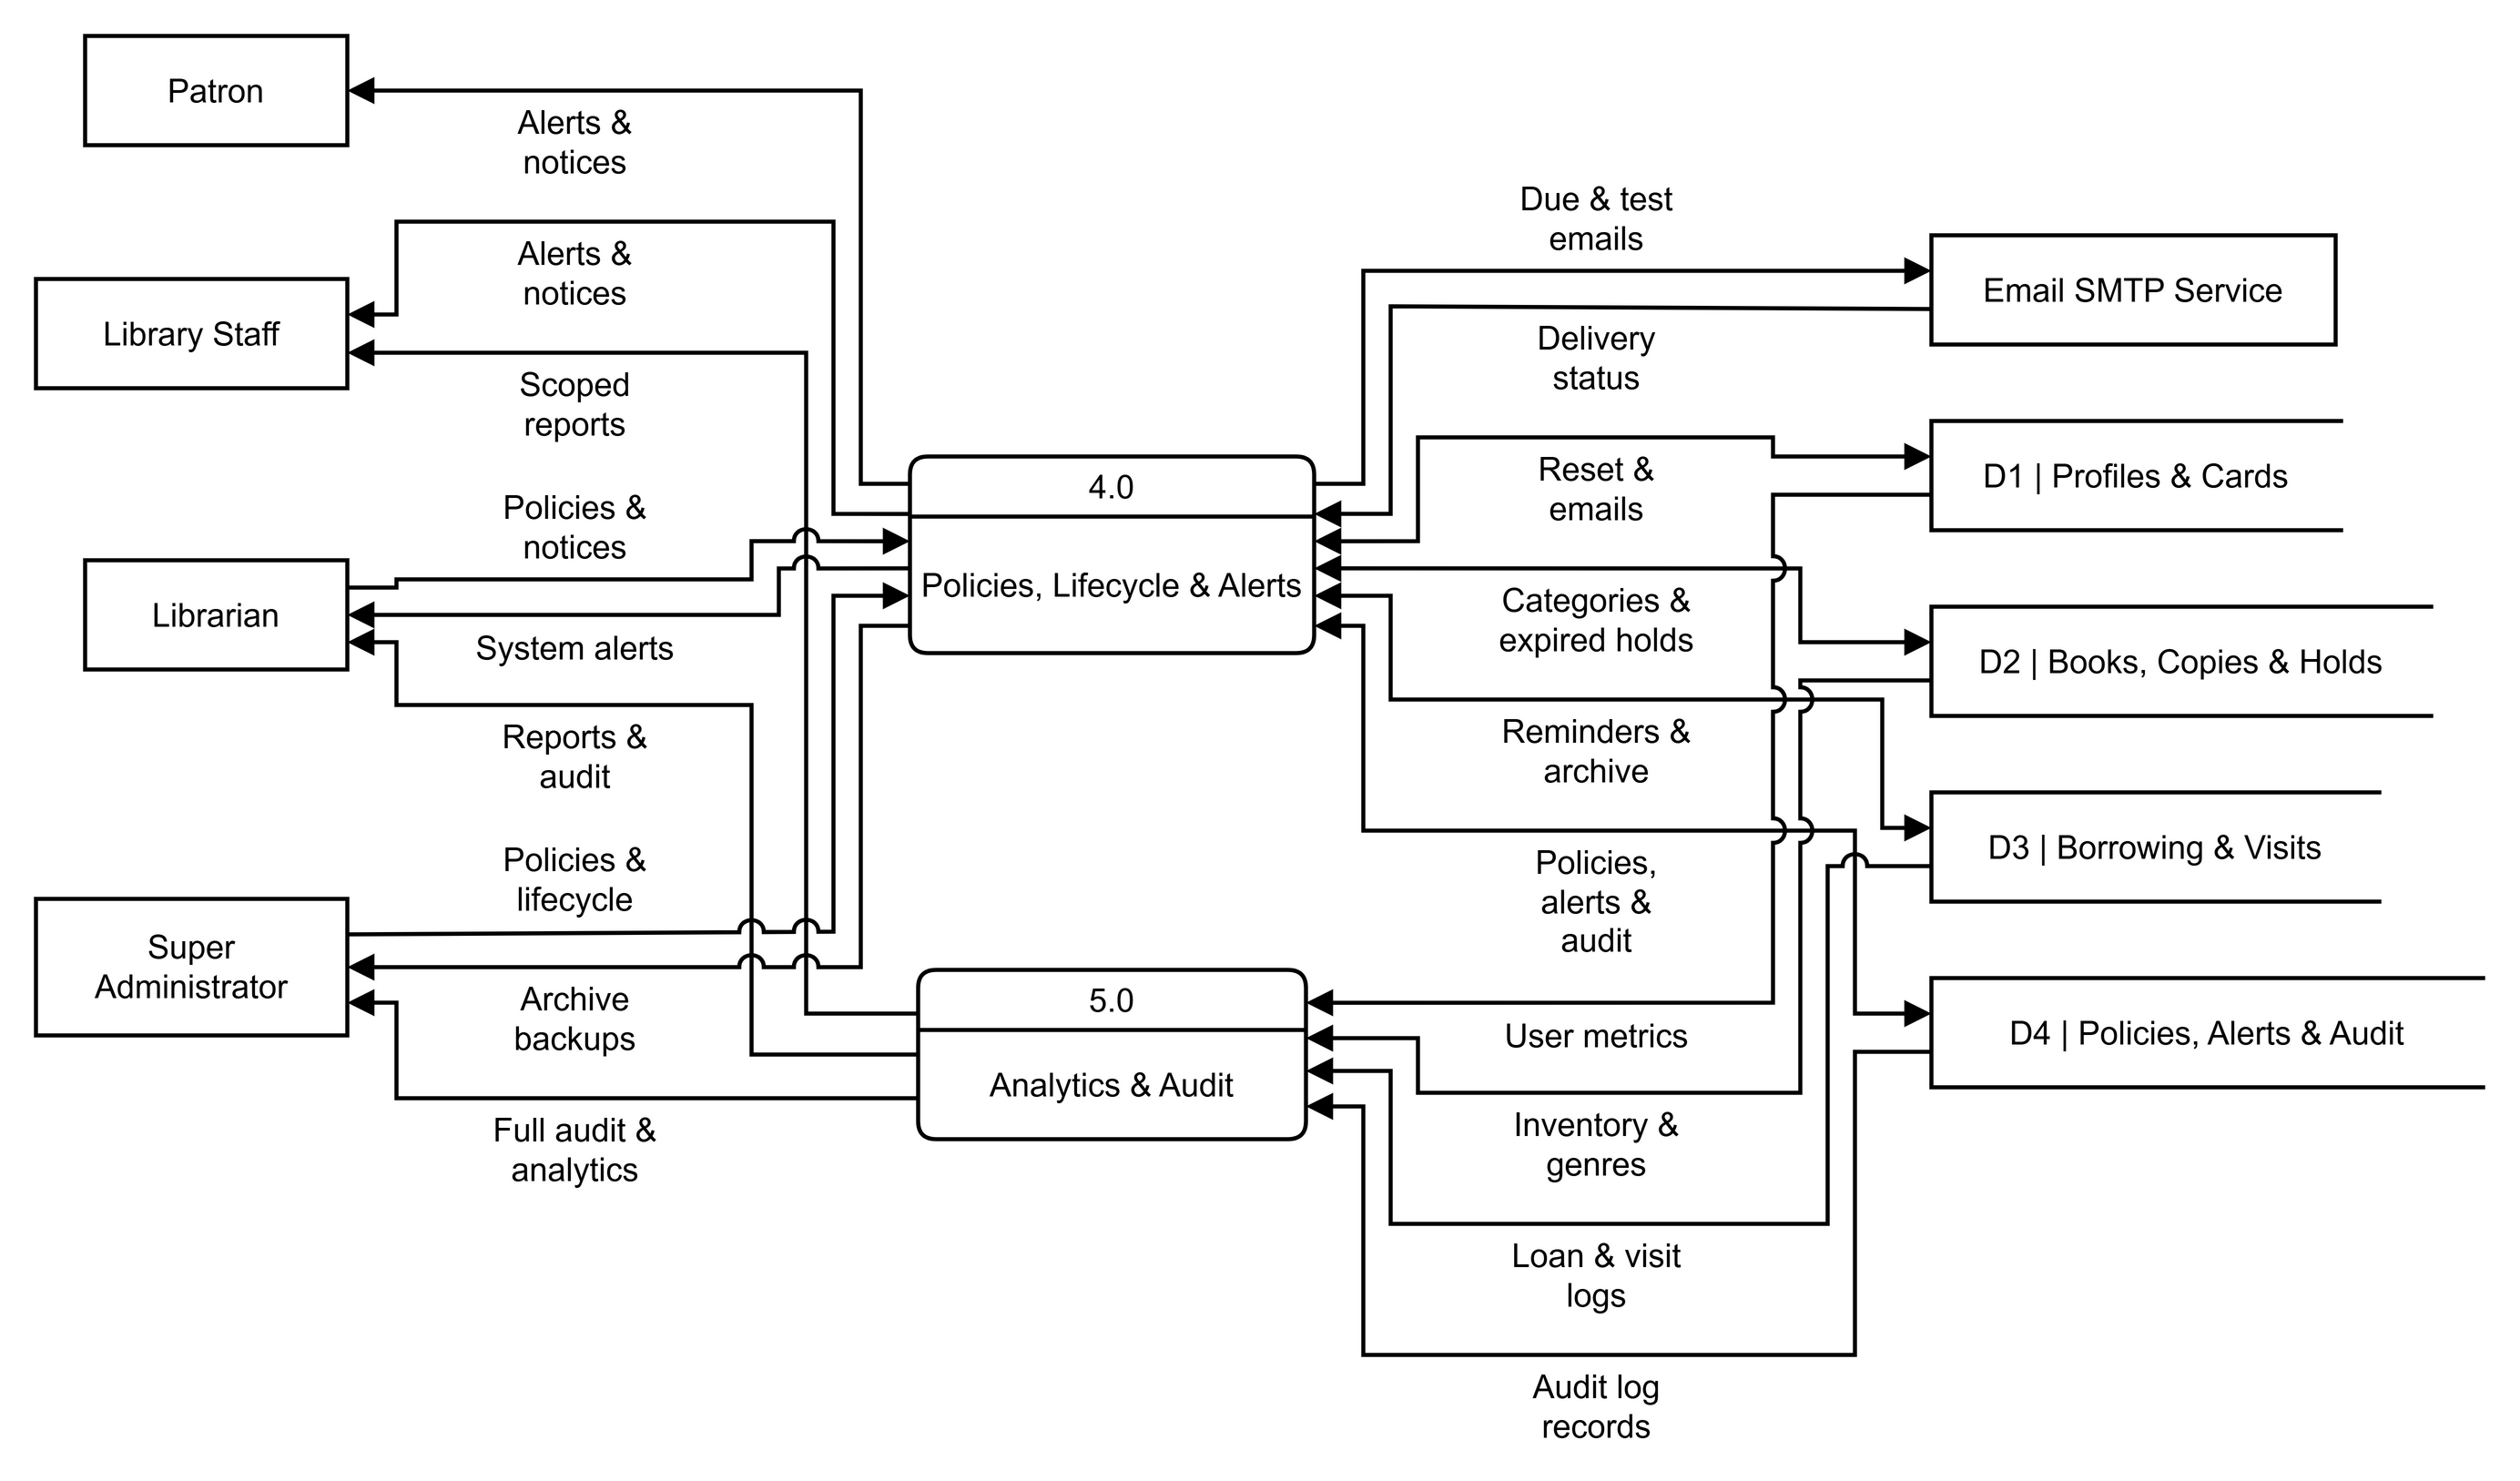 Patron
Alerts &
notices
Library Staff
Alerts &
notices
Scoped
reports
Librarian
Policies &
notices
System alerts
Reports &
audit
Super
Administrator
Policies &
lifecycle
Archive
backups
Full audit &
analytics
4.0
Policies, Lifecycle & Alerts
5.0
Analytics & Audit
Due & test
emails
Delivery
status
Reset &
emails
Categories &
expired holds
Reminders &
archive
Policies,
alerts &
audit
User metrics
Inventory &
genres
Loan & visit
logs
Audit log
records
Email SMTP Service
D1 | Profiles & Cards
D2 | Books, Copies & Holds
D3 | Borrowing & Visits
D4 | Policies, Alerts & Audit